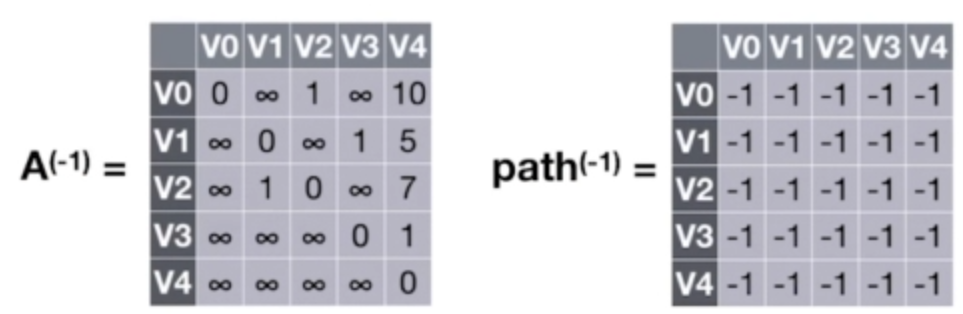 V0 V1 V2 V3 V4
V0 0 ∞ 1 ∞ 10
V1 ∞ 0 ∞ 1 5
V2 ∞ 1 0 ∞ 7
V3 ∞ ∞ ∞ 0 1
V4 ∞ ∞ ∞ ∞ 0
A(-1) =
V0 V1 V2 V3 V4
V0 -1 -1 -1 -1 -1
V1 -1 -1 -1 -1 -1
V2 -1 -1 -1 -1 -1
V3 -1 -1 -1 -1 -1
V4 -1 -1 -1 -1 -1
path(-1) =